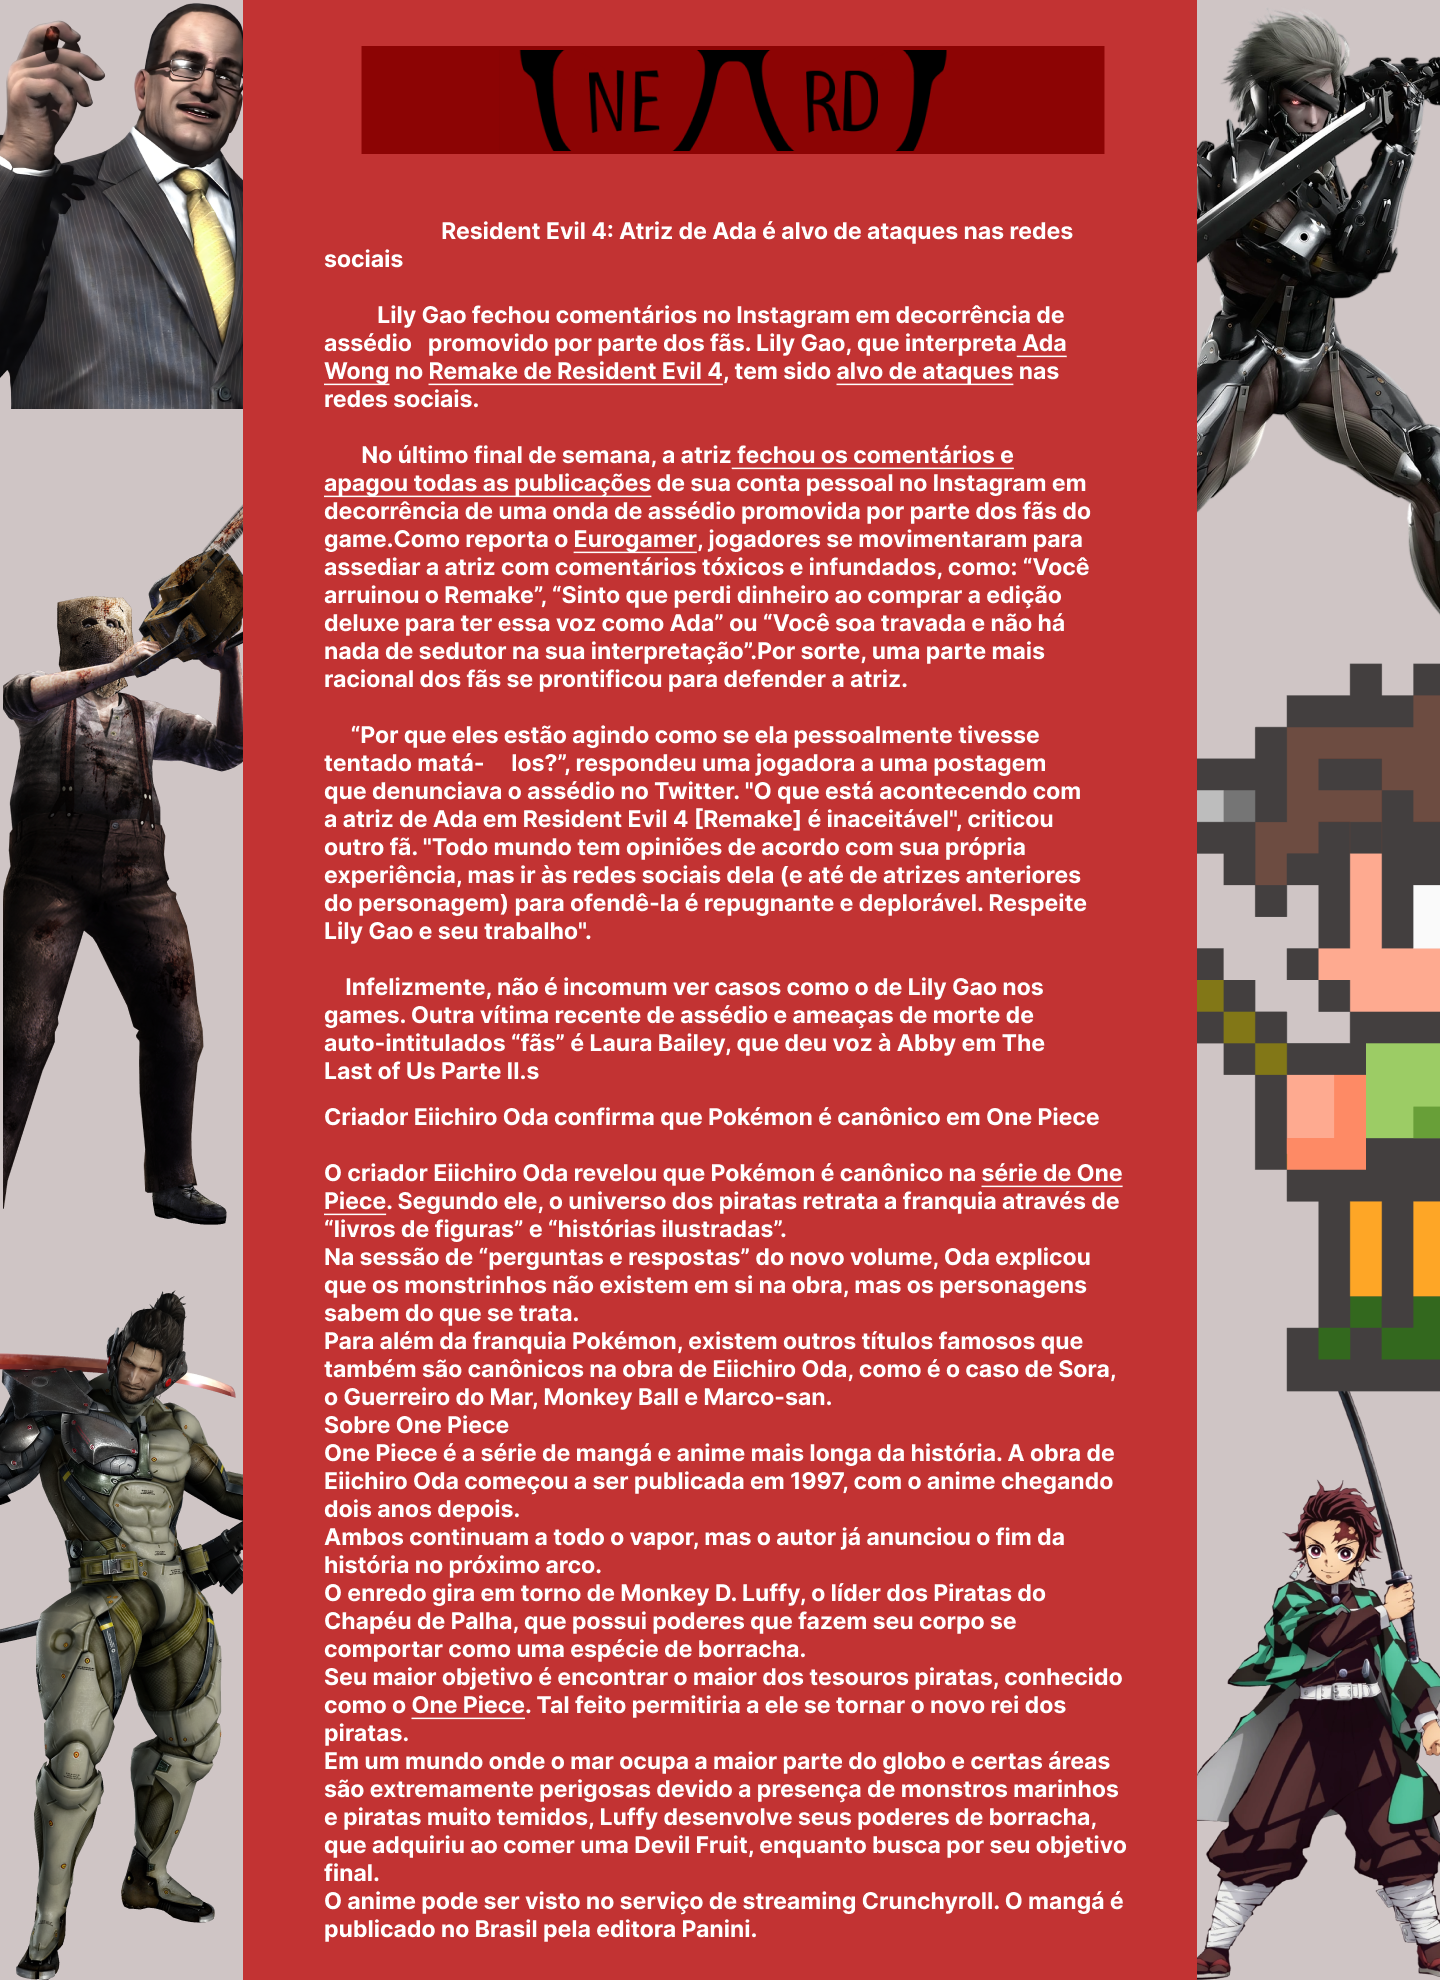 NE RD
Resident Evil 4: Atriz de Ada é alvo de ataques nas redes
sociais
Lily Gao fechou comentários no Instagram em decorrência de
assédio promovido por parte dos fãs. Lily Gao, que interpreta Ada
Wong no Remake de Resident Evil 4, tem sido alvo de ataques nas
redes sociais.
No último final de semana, a atriz fechou os comentários e
apagou todas as publicações de sua conta pessoal no Instagram em
decorrência de uma onda de assédio promovida por parte dos fãs do
game.Como reporta o Eurogamer, jogadores se movimentaram para
assediar a atriz com comentários tóxicos e infundados, como: “Você
arruinou o Remake”, “Sinto que perdi dinheiro ao comprar a edição
deluxe para ter essa voz como Ada” ou “Você soa travada e não há
nada de sedutor na sua interpretação”.Por sorte, uma parte mais
racional dos fãs se prontificou para defender a atriz.
“Por que eles estão agindo como se ela pessoalmente tivesse
tentado matá- los?”, respondeu uma jogadora a uma postagem
que denunciava o assédio no Twitter. "O que está acontecendo com
a atriz de Ada em Resident Evil 4 [Remake] é inaceitável", criticou
outro fã. "Todo mundo tem opiniões de acordo com sua própria
experiência, mas ir às redes sociais dela (e até de atrizes anteriores
do personagem) para ofendê-la é repugnante e deplorável. Respeite
Lily Gao e seu trabalho".
Infelizmente, não é incomum ver casos como o de Lily Gao nos
games. Outra vítima recente de assédio e ameaças de morte de
auto-intitulados “fãs” é Laura Bailey, que deu voz à Abby em The
Last of Us Parte II.s
Criador Eiichiro Oda confirma que Pokémon é canônico em One Piece
O criador Eiichiro Oda revelou que Pokémon é canônico na série de One
Piece. Segundo ele, o universo dos piratas retrata a franquia através de
“livros de figuras” e “histórias ilustradas”.
Na sessão de “perguntas e respostas” do novo volume, Oda explicou
que os monstrinhos não existem em si na obra, mas os personagens
sabem do que se trata.
Para além da franquia Pokémon, existem outros títulos famosos que
também são canônicos na obra de Eiichiro Oda, como é o caso de Sora,
o Guerreiro do Mar, Monkey Ball e Marco-san.
Sobre One Piece
One Piece é a série de mangá e anime mais longa da história. A obra de
Eiichiro Oda começou a ser publicada em 1997, com o anime chegando
dois anos depois.
Ambos continuam a todo o vapor, mas o autor já anunciou o fim da
história no próximo arco.
O enredo gira em torno de Monkey D. Luffy, o líder dos Piratas do
Chapéu de Palha, que possui poderes que fazem seu corpo se
comportar como uma espécie de borracha.
Seu maior objetivo é encontrar o maior dos tesouros piratas, conhecido
como o One Piece. Tal feito permitiria a ele se tornar o novo rei dos
piratas.
Em um mundo onde o mar ocupa a maior parte do globo e certas áreas
são extremamente perigosas devido a presença de monstros marinhos
e piratas muito temidos, Luffy desenvolve seus poderes de borracha,
que adquiriu ao comer uma Devil Fruit, enquanto busca por seu objetivo
final.
O anime pode ser visto no serviço de streaming Crunchyroll. O mangá é
publicado no Brasil pela editora Panini.